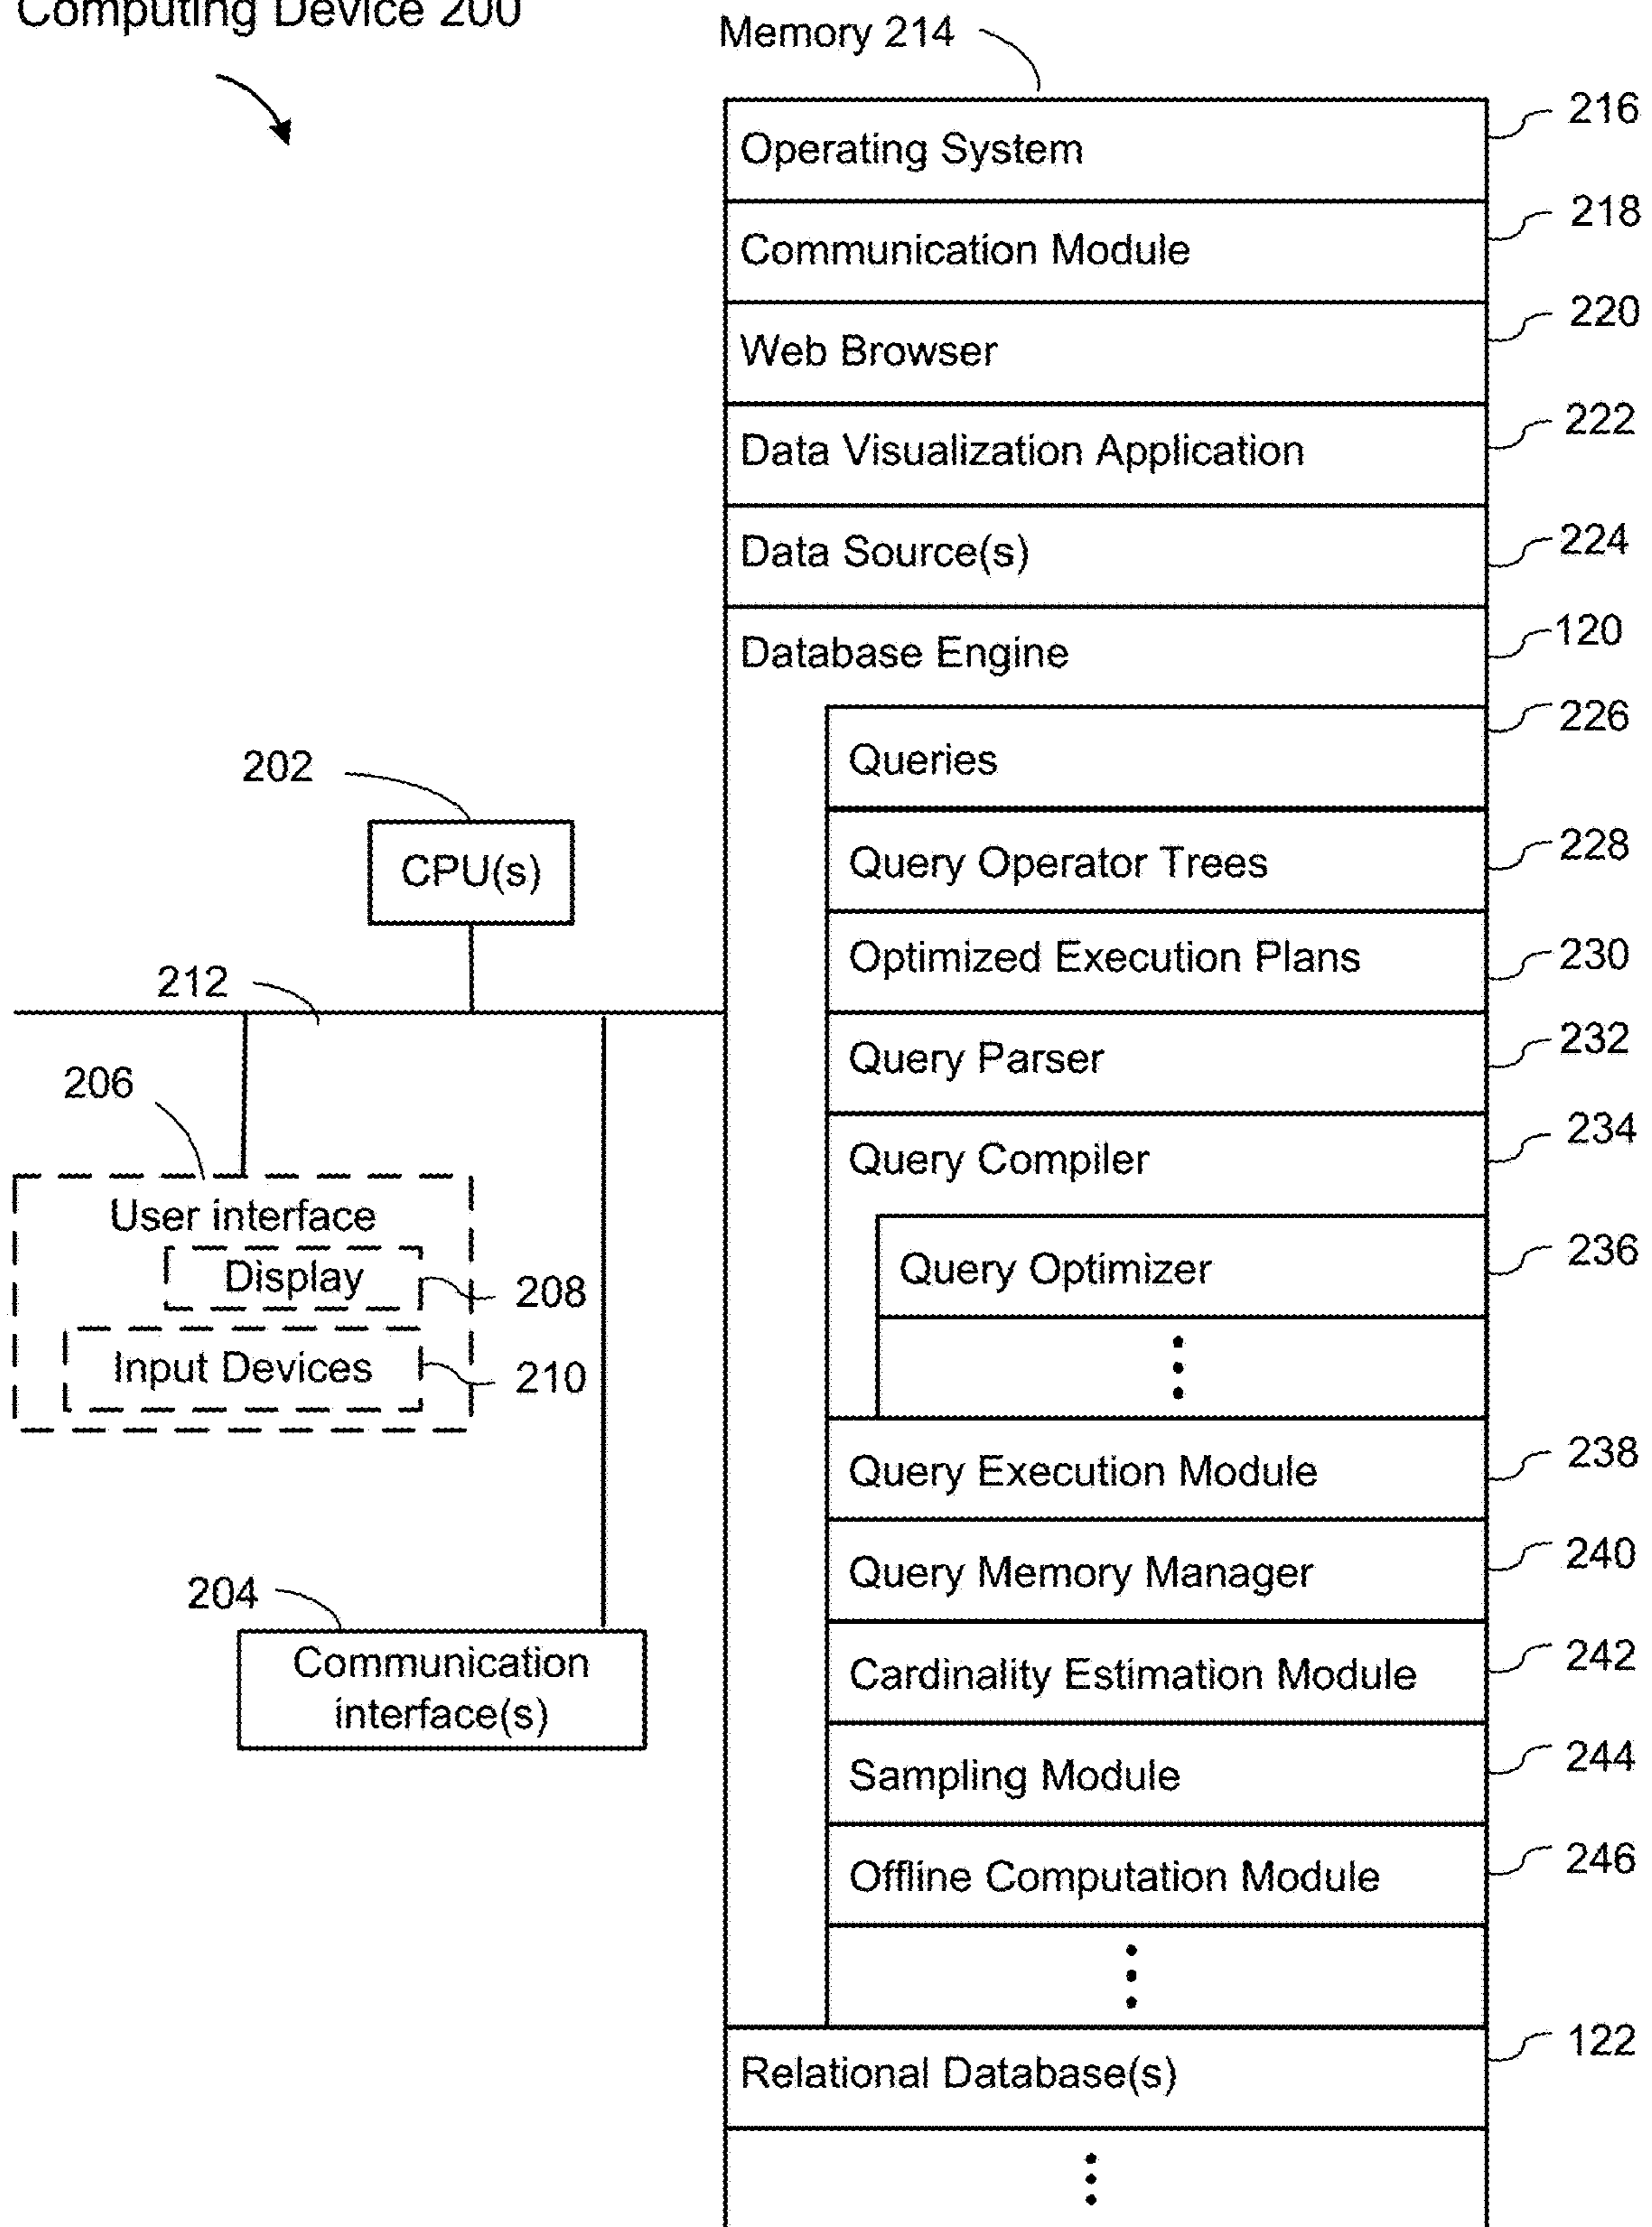 Computing Device 200
Memory 214
Operating System 216
Communication Module 218
Web Browser 220
Data Visualization Application 222
Data Source(s) 224
Database Engine 120
Queries 226
Query Operator Trees 228
Optimized Execution Plans 230
Query Parser 232
Query Compiler 234
Query Optimizer 236
Query Execution Module 238
Query Memory Manager 240
Cardinality Estimation Module 242
Sampling Module 244
Offline Computation Module 246
Relational Database(s) 122
202
CPU(s)
212
206
User interface
Display 208
Input Devices 210
204
Communication
interface(s)